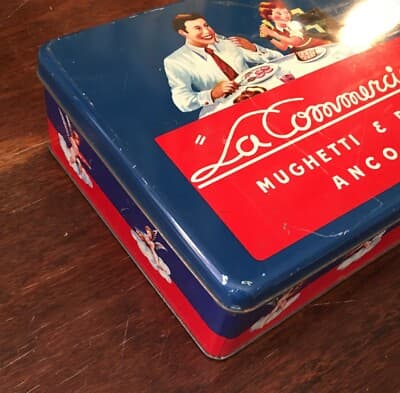 "La Commerci
MUGHETTI E
ANCO